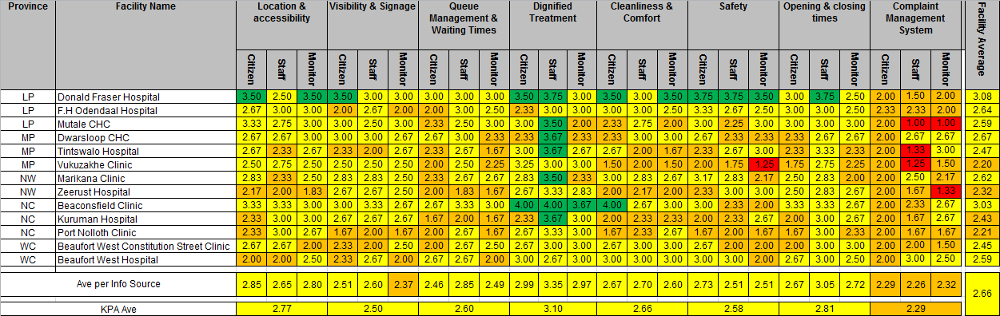 Province Facility Name Location & accessibility Visibility & Signage Queue Management & Waiting Times Dignified Treatment Cleanliness & Comfort Safety Opening & closing times Complaint Management System Facility Average
Citizen Staff Monitor Citizen Staff Monitor Citizen Staff Monitor Citizen Staff Monitor Citizen Staff Monitor Citizen Staff Monitor Citizen Staff Monitor Citizen Staff Monitor
LP Donald Fraser Hospital 3.50 2.50 3.50 3.50 3.00 3.00 3.00 3.00 3.00 3.50 3.75 3.50 3.50 3.00 3.50 3.75 3.75 3.50 3.00 3.75 2.50 2.00 1.50 2.00 3.08
LP F.H Odendaal Hospital 2.67 3.00 3.00 2.00 2.67 2.00 2.00 3.00 2.50 2.33 3.00 3.00 3.00 3.00 2.50 3.33 2.67 2.50 3.00 3.00 2.50 2.33 2.33 2.00 2.64
LP Mutale CHC 3.33 2.75 3.00 3.00 2.50 3.00 2.33 2.50 3.00 3.00 3.50 2.00 2.33 2.75 2.00 3.00 2.25 3.00 3.00 3.00 3.00 2.00 1.00 1.00 2.59
MP Dwarsloop CHC 2.67 2.67 3.00 2.67 2.67 2.67 3.00 3.00 2.33 2.33 3.67 2.33 2.33 3.00 3.00 2.67 2.33 2.33 2.33 2.67 2.67 2.00 2.67 2.67 2.67
MP Tintswalo Hospital 2.67 2.33 2.67 2.33 2.00 2.67 2.00 2.67 1.67 3.00 3.67 2.67 2.67 2.00 1.67 2.33 2.67 3.00 2.33 3.33 2.33 2.00 1.33 3.00 2.47
MP Vukuzakhe Clinic 2.50 2.75 2.50 2.50 2.50 2.50 2.00 2.50 2.25 3.25 3.00 3.00 1.50 2.00 1.50 2.00 1.75 1.25 1.75 2.75 2.25 2.00 1.25 1.50 2.20
NW Marikana Clinic 2.83 2.33 2.50 2.83 2.83 2.50 2.33 2.67 2.67 2.83 3.50 2.33 3.00 2.83 2.67 3.17 2.83 2.17 2.50 2.83 2.00 2.00 2.50 2.17 2.62
NW Zeerust Hospital 2.17 2.00 1.83 2.67 2.67 2.50 2.00 1.83 1.67 2.67 3.33 2.83 2.00 2.17 2.00 2.33 3.00 3.00 2.50 2.83 2.67 2.00 1.67 1.33 2.32
NC Beaconsfield Clinic 3.33 3.33 3.00 3.00 3.00 2.67 2.67 3.33 3.00 4.00 4.00 3.67 4.00 3.00 3.00 3.00 2.33 2.00 3.33 3.33 3.00 2.00 2.33 2.67 3.03
NC Kuruman Hospital 2.33 3.00 3.00 2.67 2.67 2.67 1.67 2.00 1.67 2.33 3.67 3.00 2.00 2.33 2.33 2.00 2.33 2.67 3.00 3.00 3.00 2.00 1.67 2.67 2.43
NC Port Nolloth Clinic 2.33 3.00 2.67 1.67 2.00 1.67 2.67 2.67 2.00 2.67 3.33 3.00 1.67 2.33 2.67 1.67 2.00 1.67 1.67 3.00 2.33 2.00 1.67 1.67 2.21
WC Beaufort West Constitution Street Clinic 2.67 2.67 2.00 2.33 2.00 2.50 2.00 2.67 2.50 3.00 3.00 3.00 2.67 3.00 3.00 2.67 2.00 2.00 2.67 2.67 2.50 2.33 2.00 1.50 2.45
WC Beaufort West Hospital 2.00 2.00 2.50 2.33 2.67 2.00 2.67 2.67 2.00 3.00 3.00 2.67 3.00 3.00 3.00 3.00 3.00 2.00 2.67 3.00 2.50 2.00 3.00 2.50 2.59
Ave per Info Source 2.85 2.65 2.80 2.51 2.60 2.37 2.46 2.85 2.49 2.99 3.35 2.97 2.67 2.70 2.60 2.73 2.51 2.51 2.67 3.05 2.72 2.29 2.26 2.32 2.66
KPA Ave 2.77 2.50 2.60 3.10 2.66 2.58 2.81 2.29